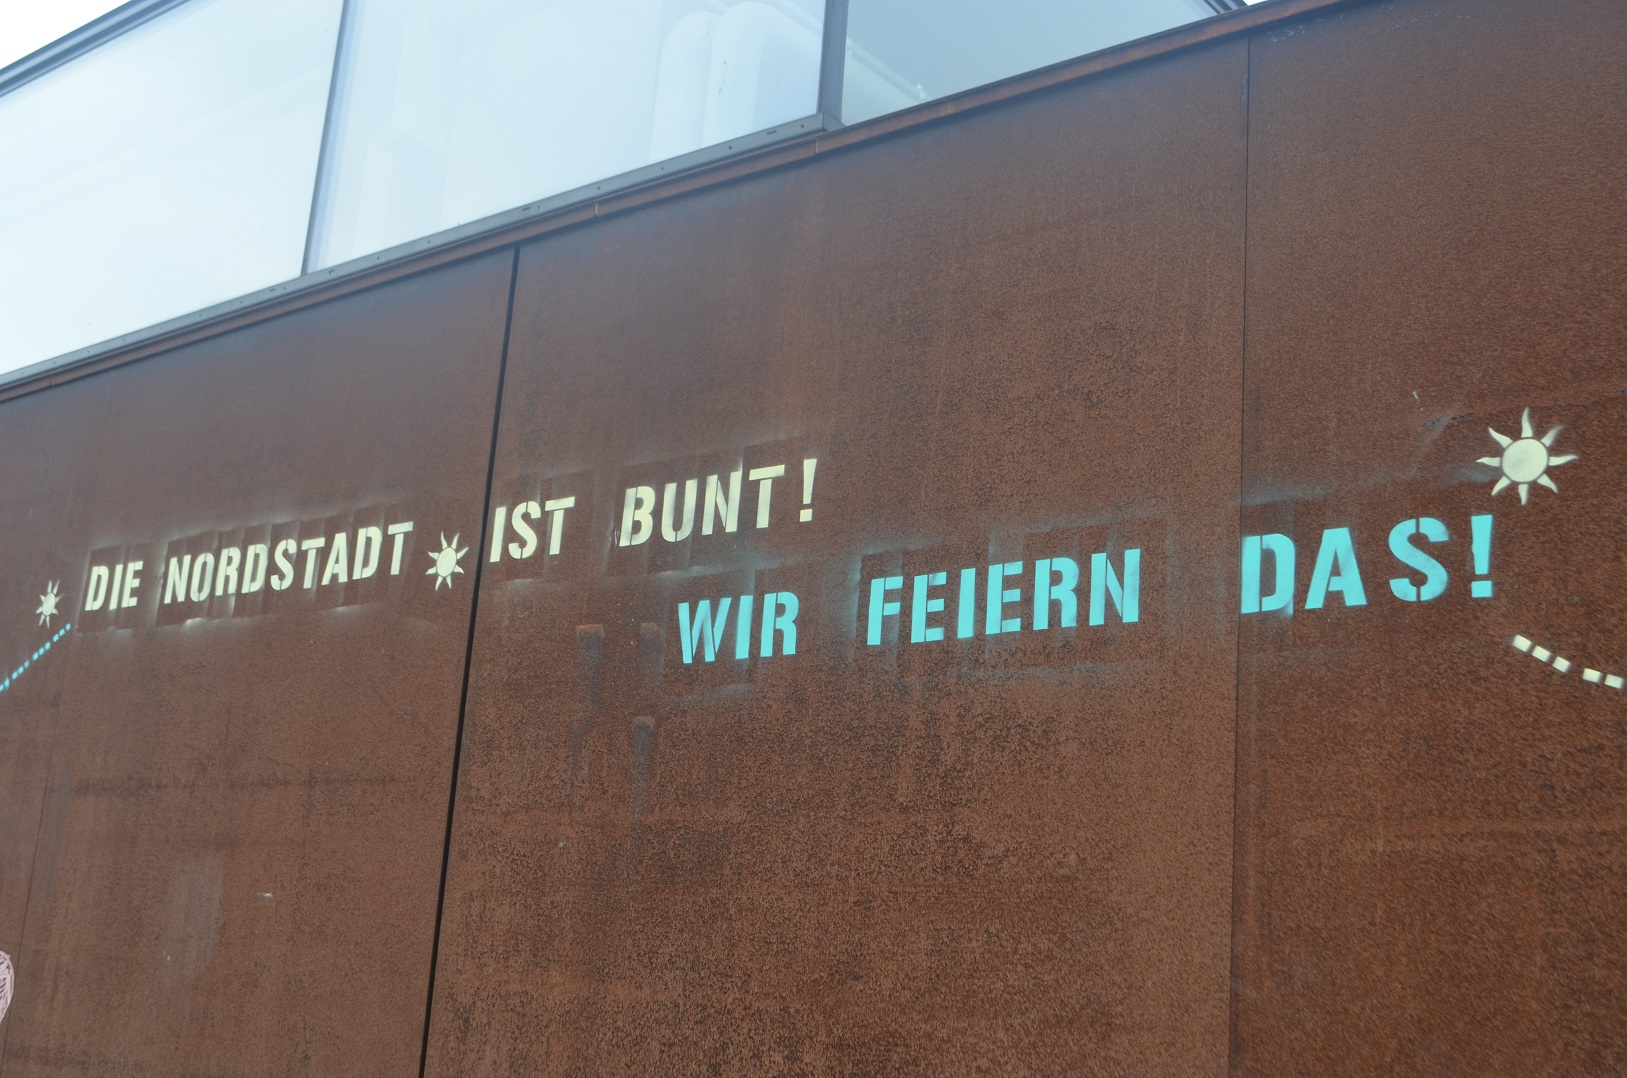 DIE NORDSTADT IST BUNT!
WIR FEIERN DAS!